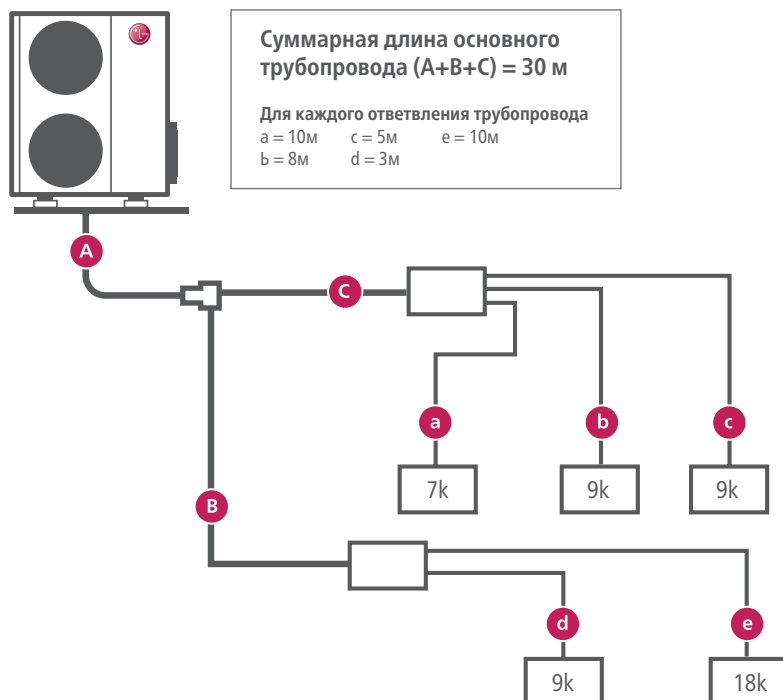 LG
Суммарная длина основного
трубопровода (A+B+C) = 30 м
Для каждого ответвления трубопровода
a = 10м c = 5м e = 10м
b = 8м d = 3м
A
C
a
b
c
7k
9k
9k
B
d
e
9k
18k